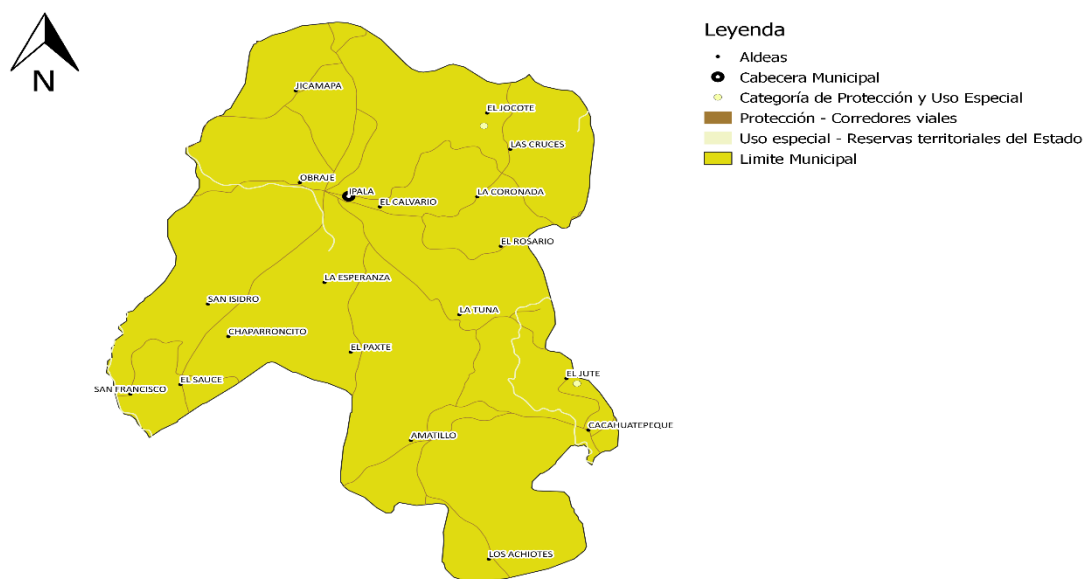 N
Leyenda
Aldeas
Cabecera Municipal
Categoría de Protección y Uso Especial
Protección - Corredores viales
Uso especial - Reservas territoriales del Estado
Limite Municipal
JICAMAPA
EL JOCOTE
LAS CRUCES
OBRAJE
IPALA
EL CALVARIO
LA CORONADA
EL ROSARIO
LA ESPERANZA
SAN ISIDRO
LA TUNA
CHAPARRONCITO
EL PAXTE
EL SAUCE
SAN FRANCISCO
EL JUTE
CACAHUATEPEQUE
AMATILLO
LOS ACHIOTES